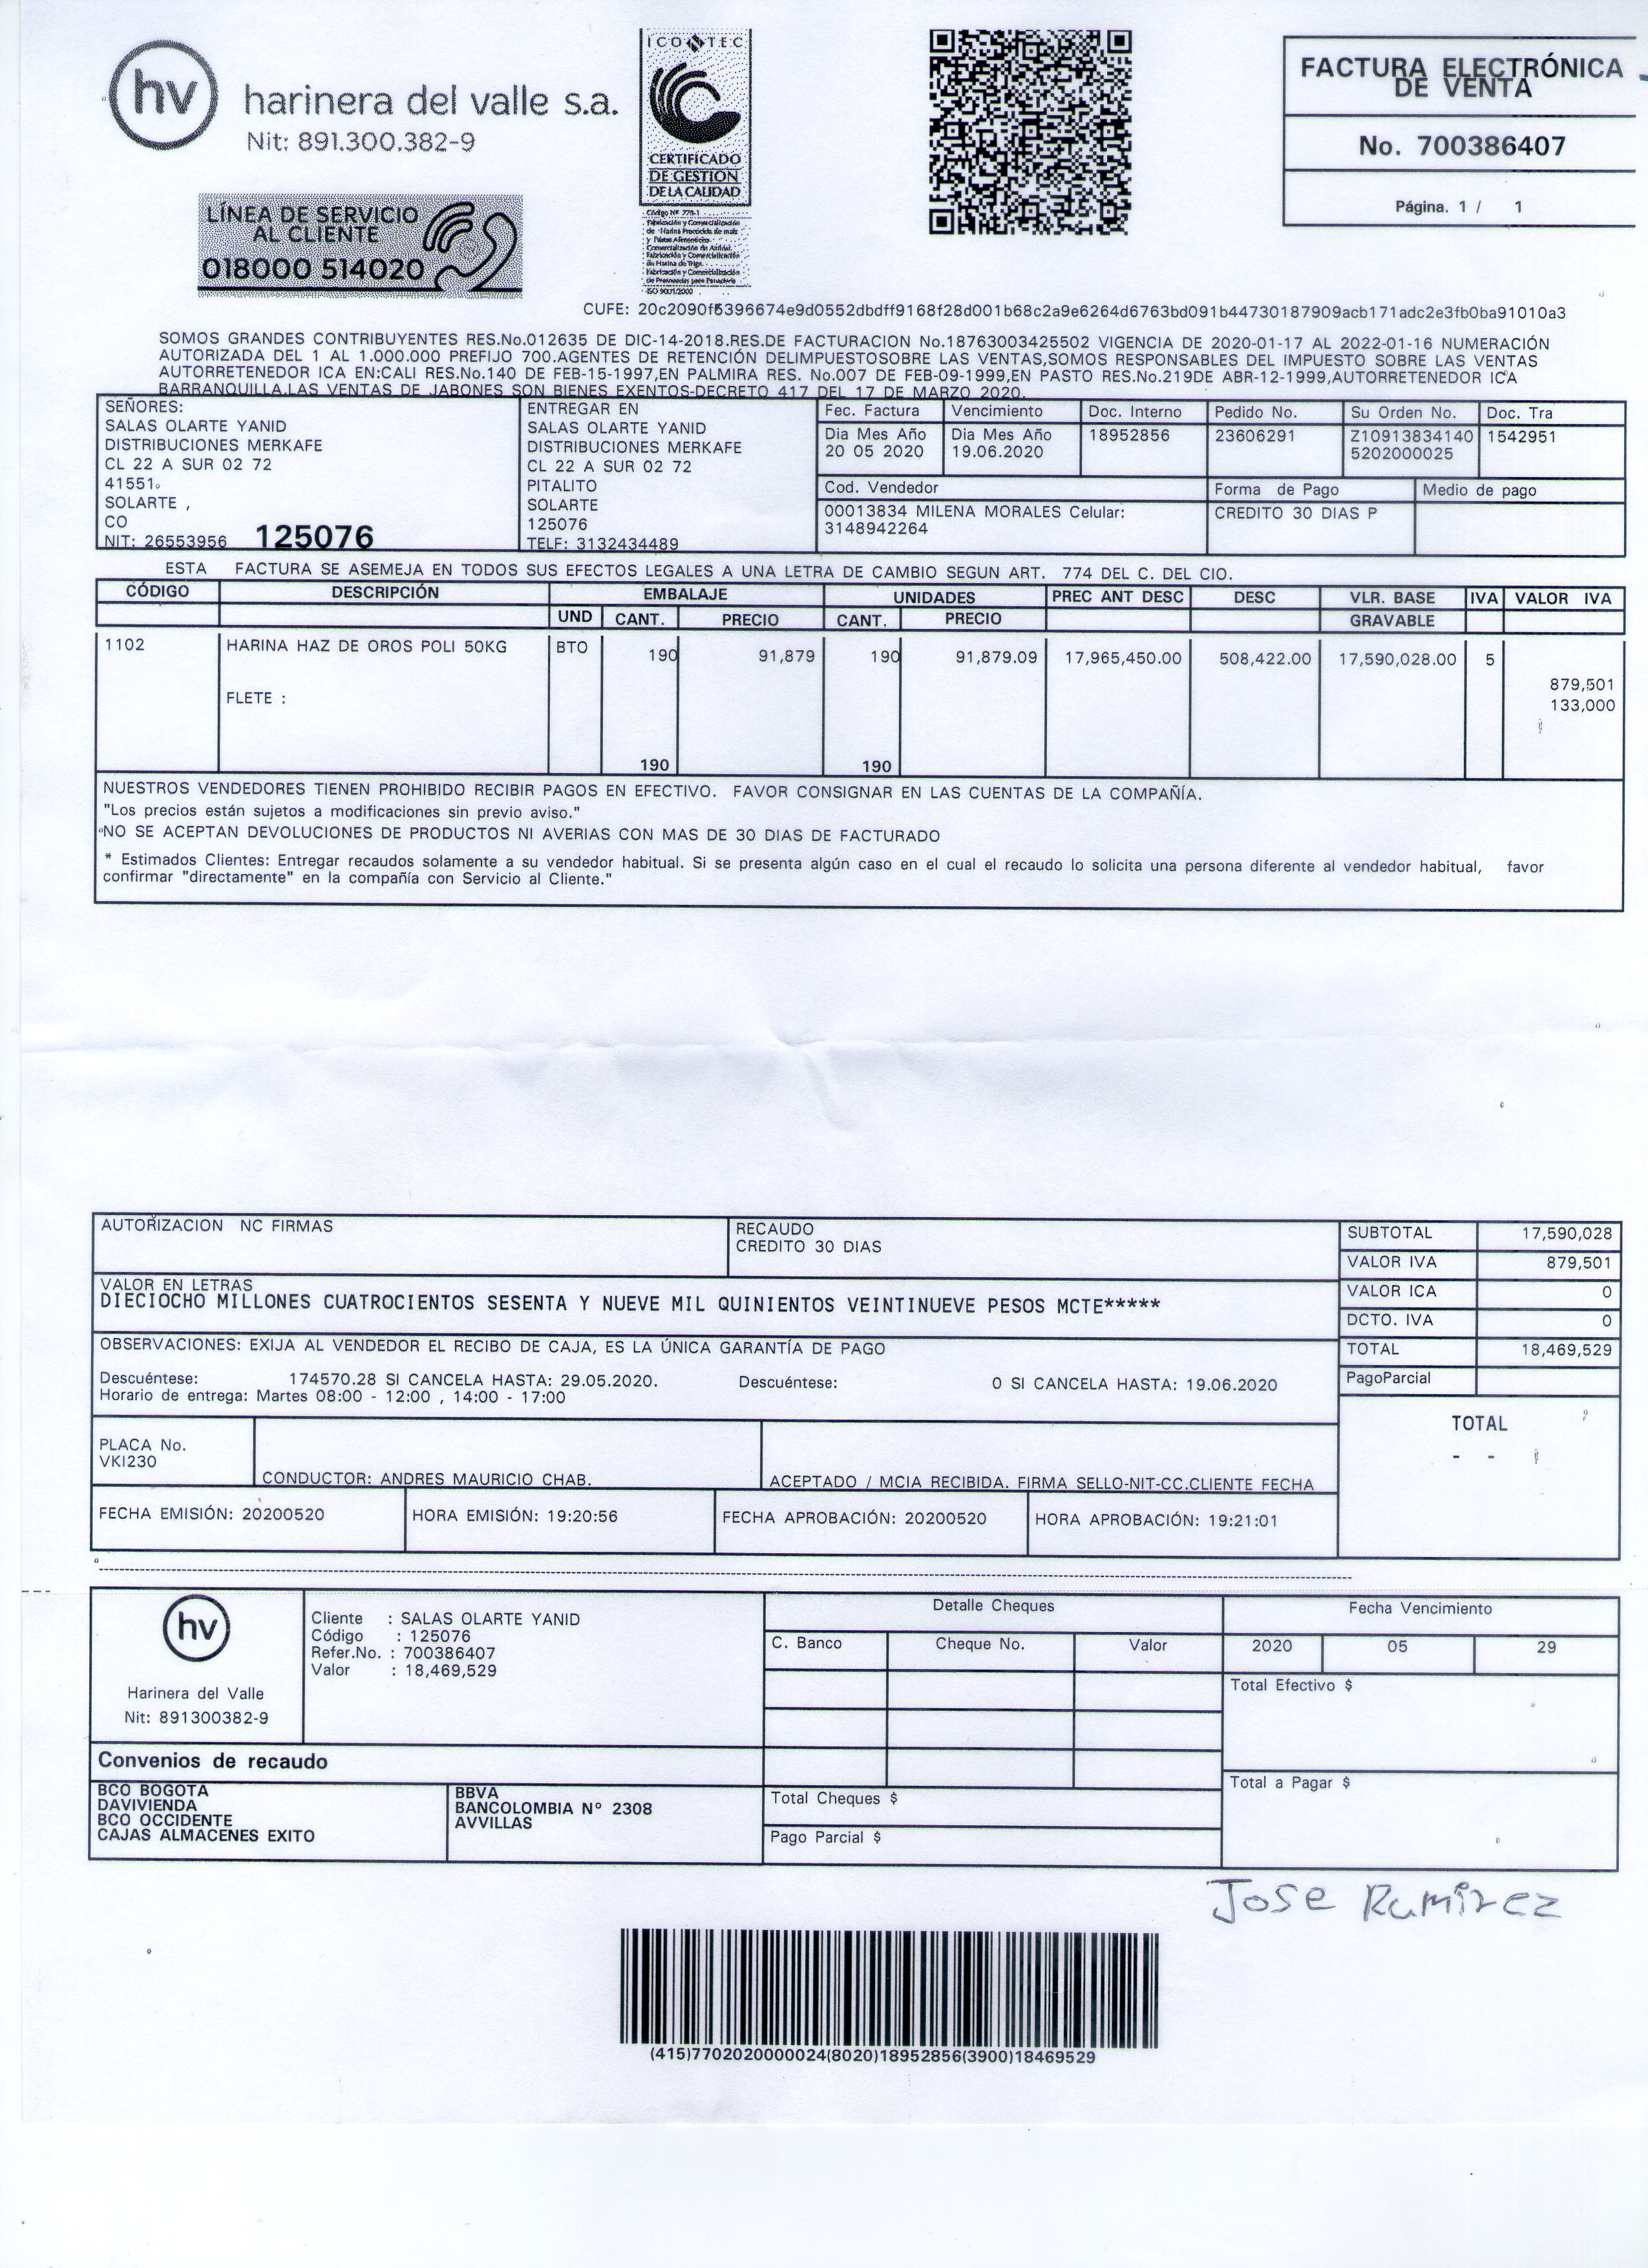 hv harinera del valle s.a.
Nit: 891.300.382-9
LÍNEA DE SERVICIO
AL CLIENTE
018000 514020
ICONTEC
CERTIFICADO
DE GESTION
DE LA CALIDAD
FACTURA ELECTRÓNICA
DE VENTA
No. 700386407
Página. 1 / 1
CUFE: 20c2090f5396674e9d0552dbdff9168f28d001b68c2a9e6264d6763bd091b44730187909acb171adc2e3fb0ba91010a3
SOMOS GRANDES CONTRIBUYENTES RES.No.012635 DE DIC-14-2018.RES.DE FACTURACION No.18763003425502 VIGENCIA DE 2020-01-17 AL 2022-01-16 NUMERACIÓN
AUTORIZADA DEL 1 AL 1.000.000 PREFIJO 700.AGENTES DE RETENCIÓN DELIMPUESTOSOBRE LAS VENTAS,SOMOS RESPONSABLES DEL IMPUESTO SOBRE LAS VENTAS
AUTORRETENEDOR ICA EN:CALI RES.No.140 DE FEB-15-1997,EN PALMIRA RES. No.007 DE FEB-09-1999,EN PASTO RES.No.219DE ABR-12-1999,AUTORRETENEDOR ICA
BARRANQUILLA.LAS VENTAS DE JABONES SON BIENES EXENTOS-DECRETO 417 DEL 17 DE MARZO 2020.
SEÑORES:
SALAS OLARTE YANID
DISTRIBUCIONES MERKAFE
CL 22 A SUR 02 72
41551
SOLARTE ,
CO
NIT: 26553956 125076
ENTREGAR EN
SALAS OLARTE YANID
DISTRIBUCIONES MERKAFE
CL 22 A SUR 02 72
PITALITO
SOLARTE
125076
TELF: 3132434489
Fec. Factura Vencimiento Doc. Interno Pedido No. Su Orden No. Doc. Tra
Dia Mes Año Dia Mes Año 18952856 23606291 Z10913834140 1542951
20 05 2020 19.06.2020 5202000025
Cod. Vendedor Forma de Pago Medio de pago
00013834 MILENA MORALES Celular: CREDITO 30 DIAS P
3148942264
ESTA FACTURA SE ASEMEJA EN TODOS SUS EFECTOS LEGALES A UNA LETRA DE CAMBIO SEGUN ART. 774 DEL C. DEL CIO.
CÓDIGO DESCRIPCIÓN EMBALAJE UNIDADES PREC ANT DESC DESC VLR. BASE IVA VALOR IVA
UND CANT. PRECIO CANT. PRECIO GRAVABLE
1102 HARINA HAZ DE OROS POLI 50KG BTO 190 91,879 190 91,879.09 17,965,450.00 508,422.00 17,590,028.00 5
879,501
FLETE : 133,000
190 190
NUESTROS VENDEDORES TIENEN PROHIBIDO RECIBIR PAGOS EN EFECTIVO. FAVOR CONSIGNAR EN LAS CUENTAS DE LA COMPAÑÍA.
"Los precios están sujetos a modificaciones sin previo aviso."
NO SE ACEPTAN DEVOLUCIONES DE PRODUCTOS NI AVERIAS CON MAS DE 30 DIAS DE FACTURADO
* Estimados Clientes: Entregar recaudos solamente a su vendedor habitual. Si se presenta algún caso en el cual el recaudo lo solicita una persona diferente al vendedor habitual, favor
confirmar "directamente" en la compañía con Servicio al Cliente."
AUTORIZACION NC FIRMAS
RECAUDO
CREDITO 30 DIAS
VALOR EN LETRAS
DIECIOCHO MILLONES CUATROCIENTOS SESENTA Y NUEVE MIL QUINIENTOS VEINTINUEVE PESOS MCTE*****
OBSERVACIONES: EXIJA AL VENDEDOR EL RECIBO DE CAJA, ES LA ÚNICA GARANTÍA DE PAGO
Descuéntese: 174570.28 SI CANCELA HASTA: 29.05.2020. Descuéntese: 0 SI CANCELA HASTA: 19.06.2020
Horario de entrega: Martes 08:00 - 12:00 , 14:00 - 17:00
SUBTOTAL 17,590,028
VALOR IVA 879,501
VALOR ICA 0
DCTO. IVA 0
TOTAL 18,469,529
PagoParcial
TOTAL
- -
PLACA No.
VKI230
CONDUCTOR: ANDRES MAURICIO CHAB.
ACEPTADO / MCIA RECIBIDA. FIRMA SELLO-NIT-CC.CLIENTE FECHA
FECHA EMISIÓN: 20200520 HORA EMISIÓN: 19:20:56 FECHA APROBACIÓN: 20200520 HORA APROBACIÓN: 19:21:01
hv
Harinera del Valle
Nit: 891300382-9
Cliente : SALAS OLARTE YANID
Código : 125076
Refer.No. : 700386407
Valor : 18,469,529
Detalle Cheques
C. Banco Cheque No. Valor
Total Cheques $
Pago Parcial $
Fecha Vencimiento
2020 05 29
Total Efectivo $
Total a Pagar $
Convenios de recaudo
BCO BOGOTA
DAVIVIENDA
BCO OCCIDENTE
CAJAS ALMACENES EXITO
BBVA
BANCOLOMBIA Nº 2308
AVVILLAS
Jose Ramirez
(415)7702020000024(8020)18952856(3900)18469529